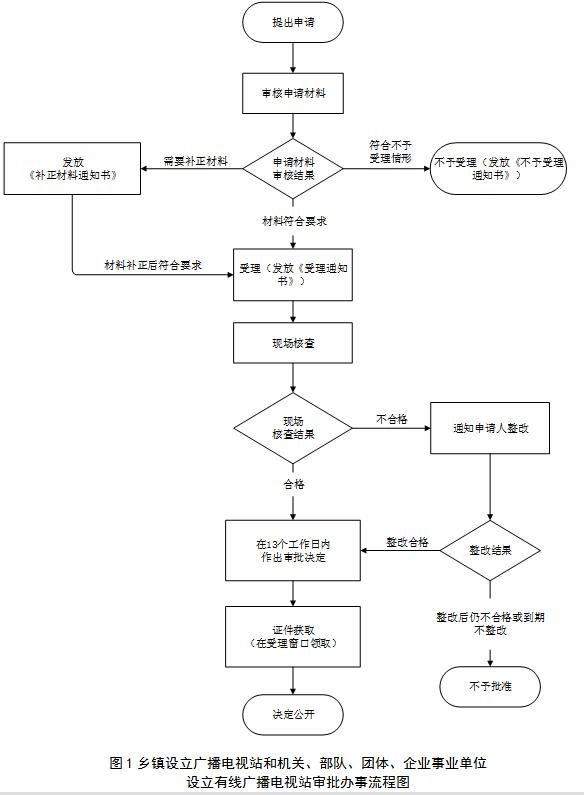 提出申请
审核申请材料
申请材料
审核结果
需要补正材料
发放
《补正材料通知书》
符合不予
受理情形
不予受理（发放《不予受理
通知书》）
材料符合要求
材料补正后符合要求
受理（发放《受理通知
书》）
现场核查
现场
核查结果
不合格
通知申请人整改
合格
在13个工作日内
作出审批决定
整改合格
整改结果
证件获取
（在受理窗口领取）
整改后仍不合格或到期
不整改
不予批准
决定公开
图1 乡镇设立广播电视站和机关、部队、团体、企业事业单位
设立有线广播电视站审批办事流程图